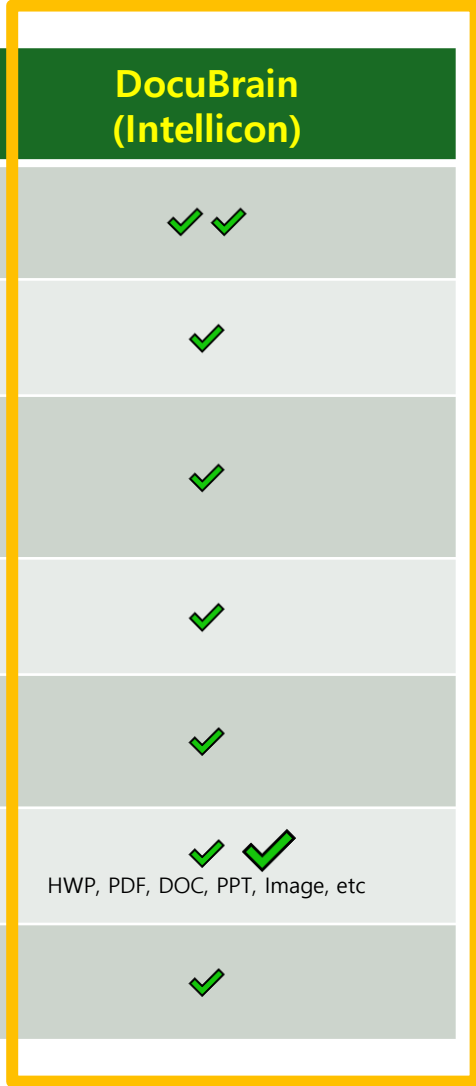 DocuBrain
(Intellicon)
HWP, PDF, DOC, PPT, Image, etc